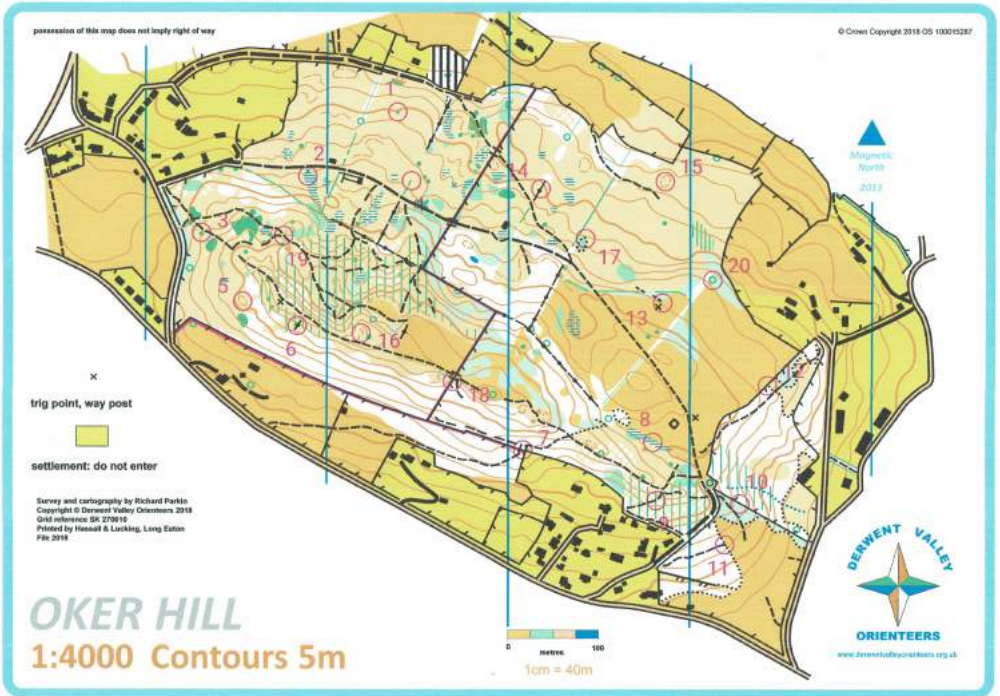 possession of this map does not imply right of way
© Crown Copyright 2018 OS 100015287
1
2
3
14
15
Magnetic
North
2013
19
17
20
5
13
6
16
18
8
7
10
9
11
trig point, way post
settlement: do not enter
Survey and cartography by Richard Parkin
Copyright © Derwent Valley Orienteers 2018
Grid reference SK 270610
Printed by Hassall & Lucking, Long Eaton
File 2018
DERWENT VALLEY
ORIENTEERS
www.derwentvalleyorienteers.org.uk
OKER HILL
1:4000 Contours 5m
0 metres 100
1cm = 40m